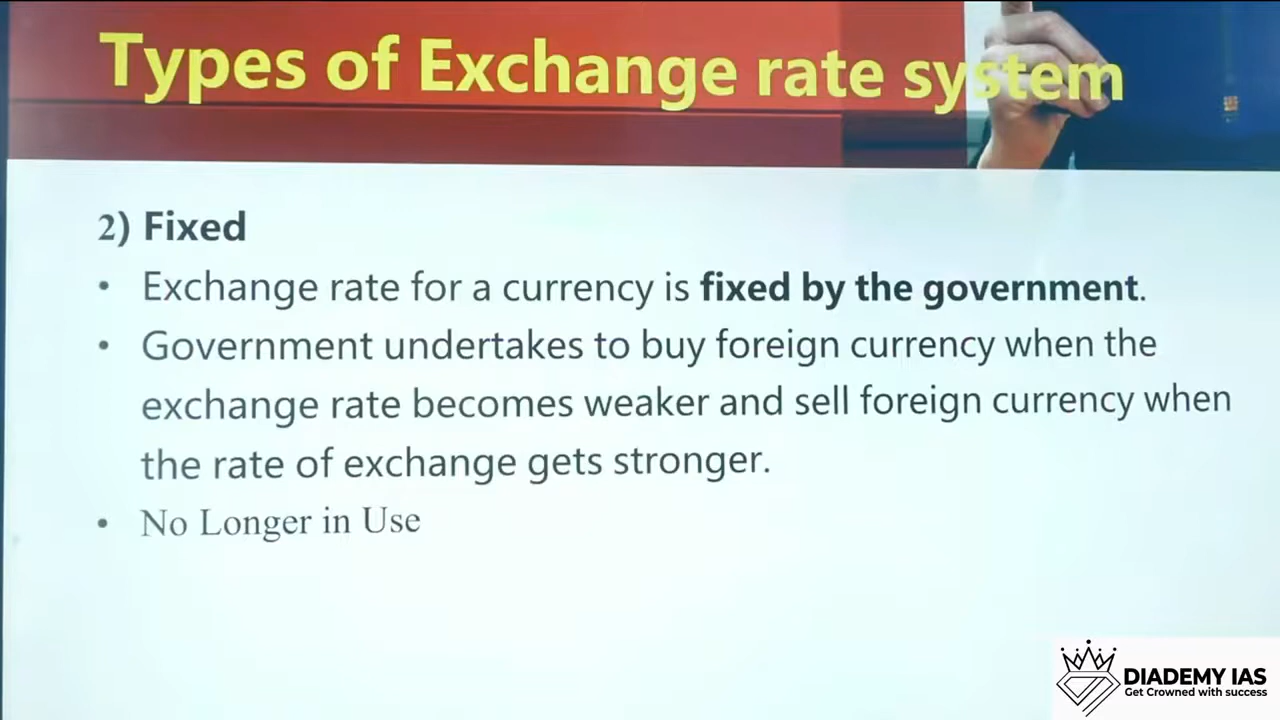 Types of Exchange rate system
2) Fixed
• Exchange rate for a currency is fixed by the government.
• Government undertakes to buy foreign currency when the
exchange rate becomes weaker and sell foreign currency when
the rate of exchange gets stronger.
• No Longer in Use
DIADEMY IAS
Get Crowned with success